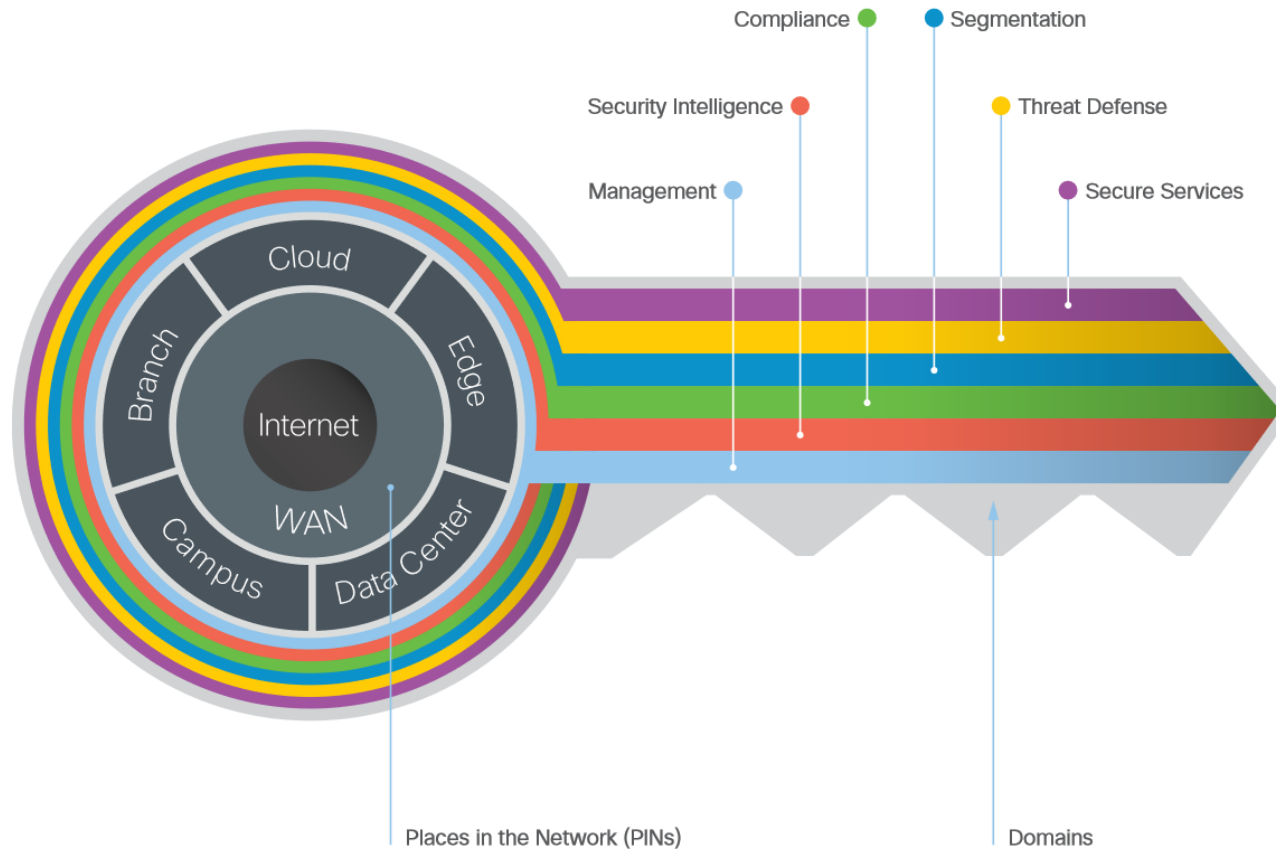 Compliance
Segmentation
Security Intelligence
Threat Defense
Management
Secure Services
Cloud
Branch
Edge
Internet
WAN
Campus
Data Center
Places in the Network (PINs)
Domains